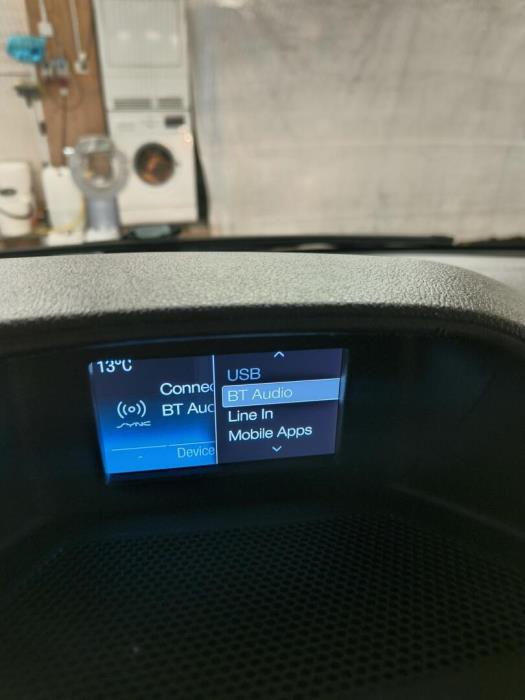 13°C
Connec
BT Aud
SYNC
Device
USB
BT Audio
Line In
Mobile Apps